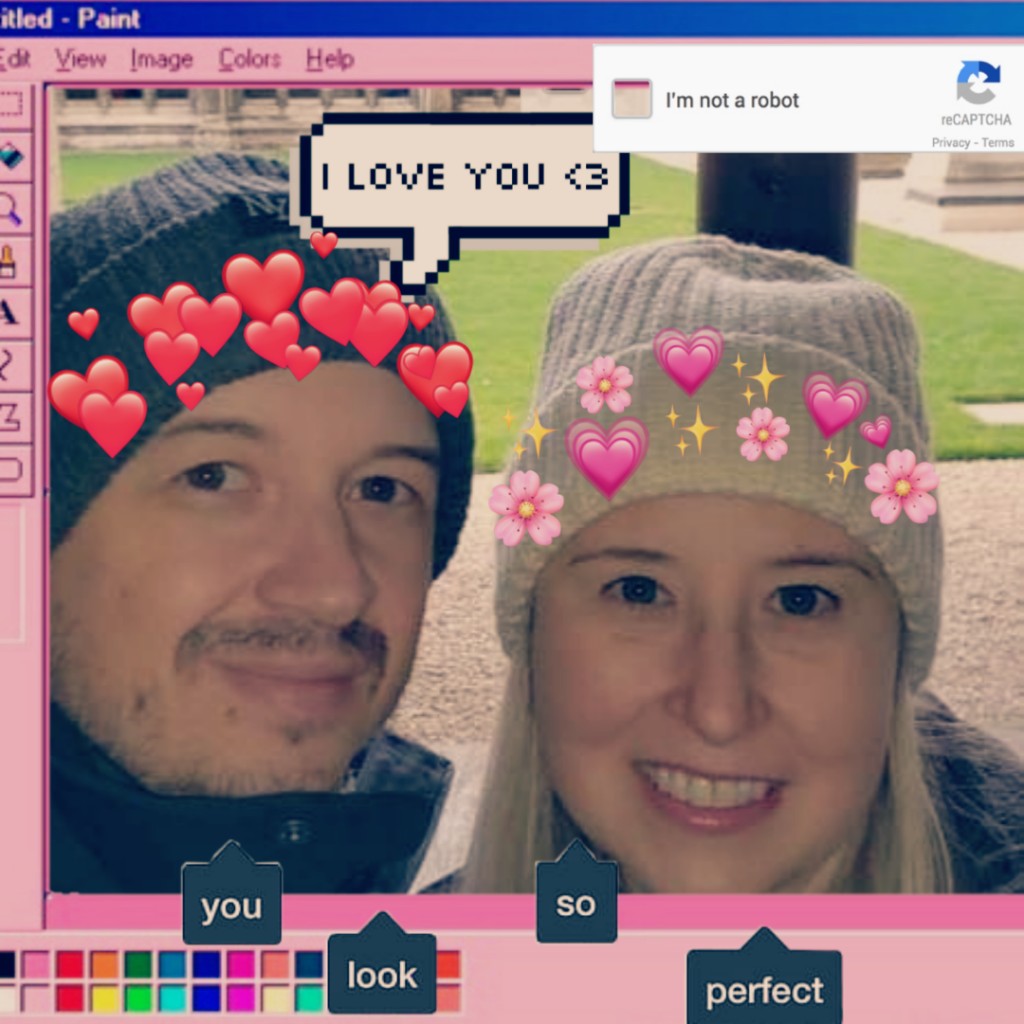 itled - Paint
Edit View Image Colors Help
I'm not a robot
reCAPTCHA
Privacy - Terms
I LOVE YOU <3
A
you
so
look
perfect